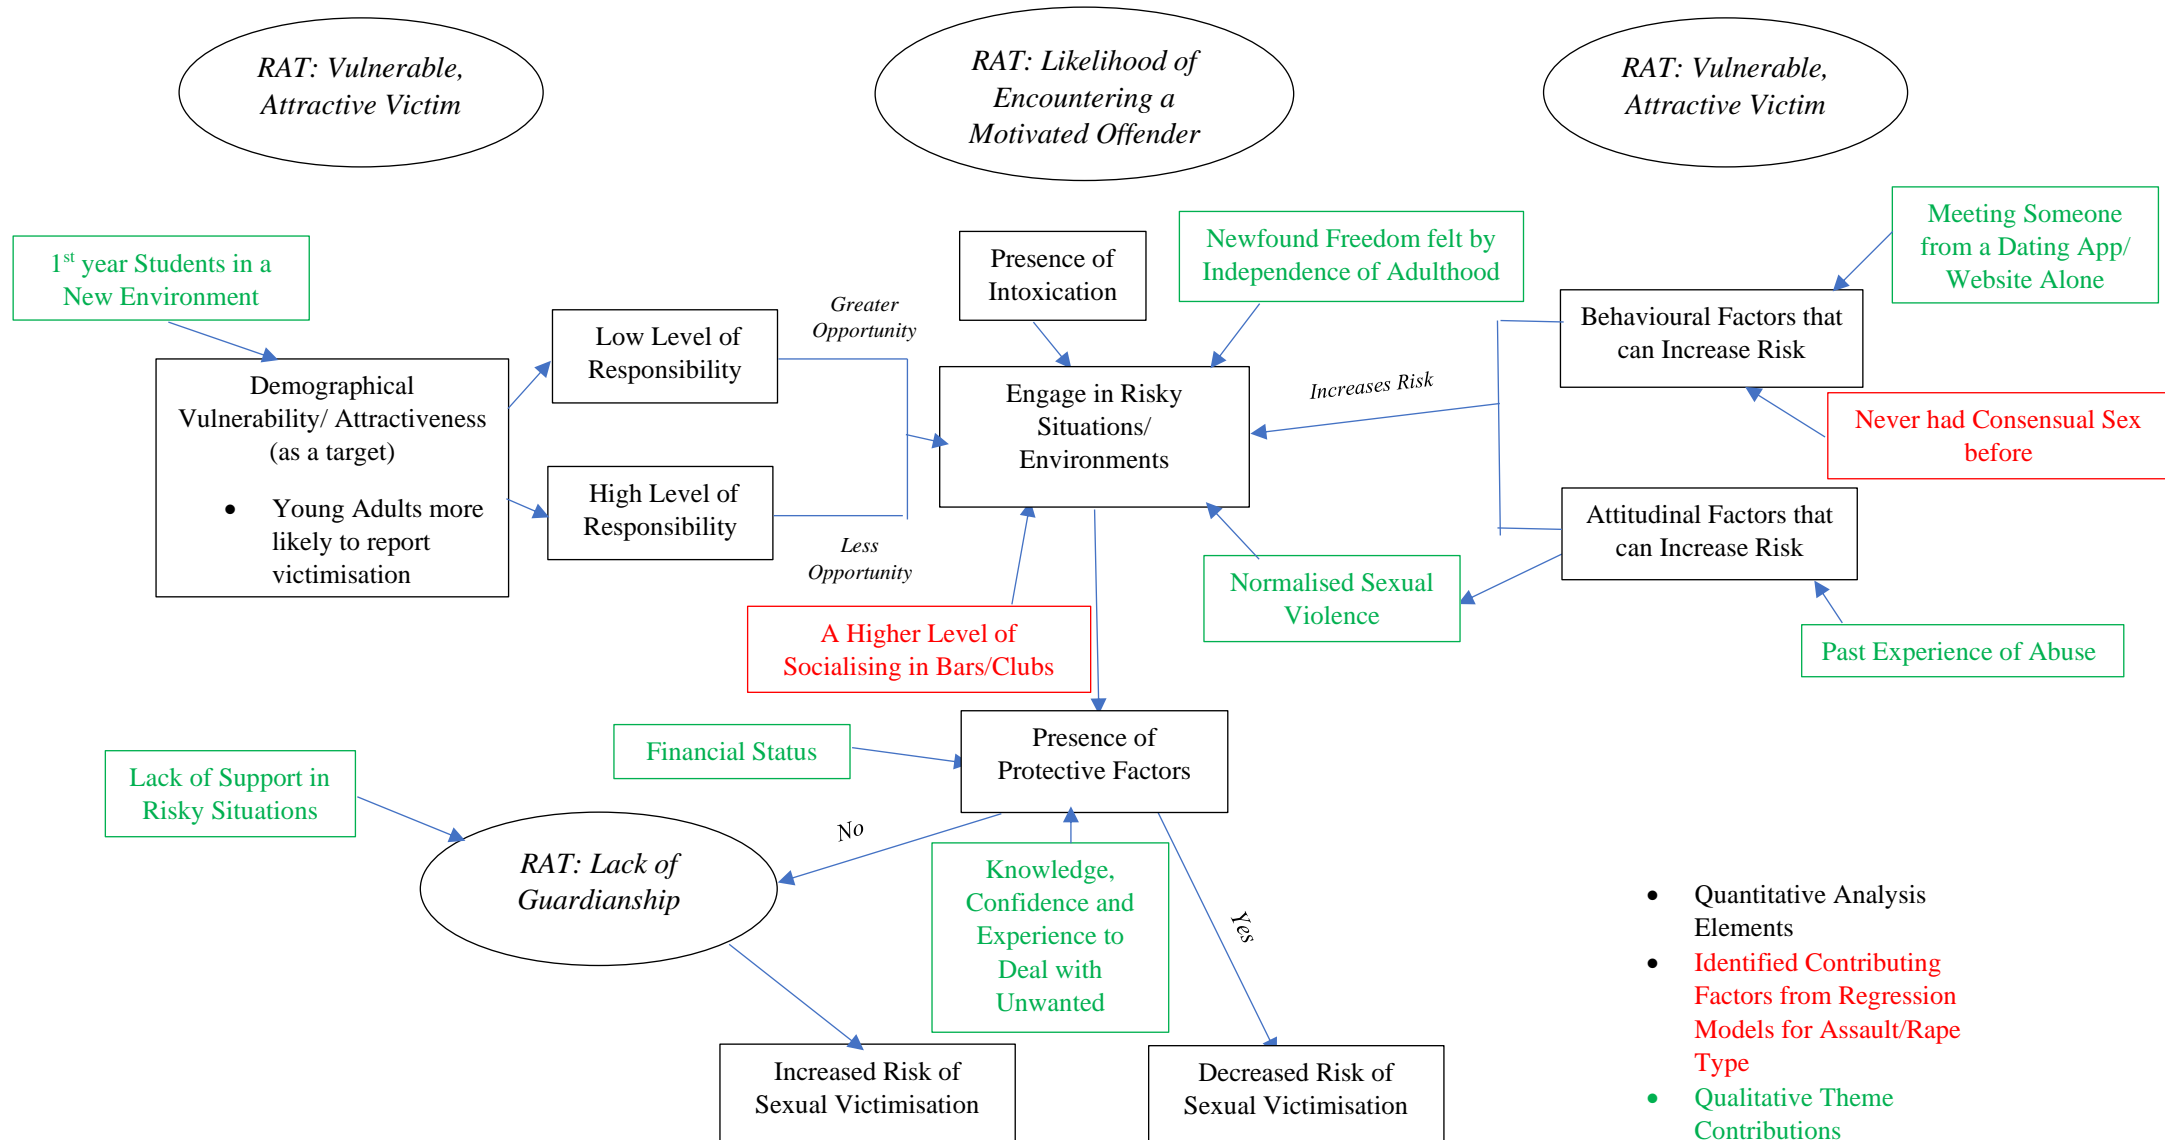 RAT: Vulnerable,
Attractive Victim
RAT: Likelihood of
Encountering a
Motivated Offender
RAT: Vulnerable,
Attractive Victim
1st year Students in a
New Environment
Presence of
Intoxication
Newfound Freedom felt by
Independence of Adulthood
Meeting Someone
from a Dating App/
Website Alone
Demographical
Vulnerability/ Attractiveness
(as a target)
• Young Adults more
likely to report
victimisation
Low Level of
Responsibility
High Level of
Responsibility
Greater
Opportunity
Less
Opportunity
Engage in Risky
Situations/
Environments
Increases Risk
Behavioural Factors that
can Increase Risk
Never had Consensual Sex
before
Attitudinal Factors that
can Increase Risk
Normalised Sexual
Violence
Past Experience of Abuse
A Higher Level of
Socialising in Bars/Clubs
Financial Status
Presence of
Protective Factors
Lack of Support in
Risky Situations
No
Yes
RAT: Lack of
Guardianship
Knowledge,
Confidence and
Experience to
Deal with
Unwanted
Increased Risk of
Sexual Victimisation
Decreased Risk of
Sexual Victimisation
• Quantitative Analysis
Elements
• Identified Contributing
Factors from Regression
Models for Assault/Rape
Type
• Qualitative Theme
Contributions